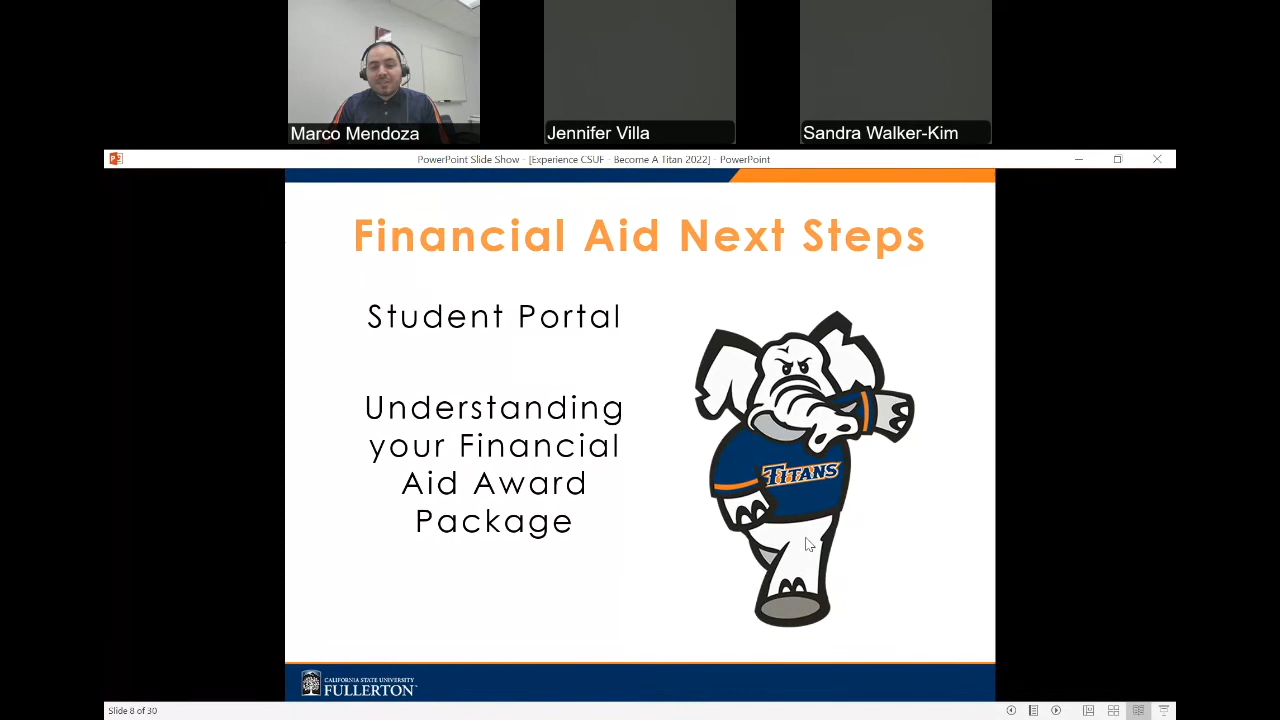 Marco Mendoza
Jennifer Villa
Sandra Walker-Kim
PowerPoint Slide Show - [Experience CSUF - Become A Titan 2022] - PowerPoint
Financial Aid Next Steps
Student Portal
Understanding
your Financial
Aid Award
Package
TITANS
CALIFORNIA STATE UNIVERSITY
FULLERTON™
Slide 8 of 30